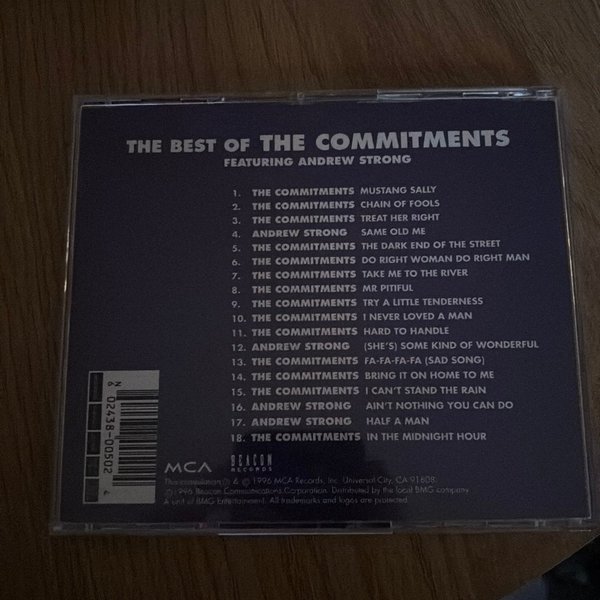 THE BEST OF THE COMMITMENTS
FEATURING ANDREW STRONG
1. THE COMMITMENTS MUSTANG SALLY
2. THE COMMITMENTS CHAIN OF FOOLS
3. THE COMMITMENTS TREAT HER RIGHT
4. ANDREW STRONG SAME OLD ME
5. THE COMMITMENTS THE DARK END OF THE STREET
6. THE COMMITMENTS DO RIGHT WOMAN DO RIGHT MAN
7. THE COMMITMENTS TAKE ME TO THE RIVER
8. THE COMMITMENTS MR PITIFUL
9. THE COMMITMENTS TRY A LITTLE TENDERNESS
10. THE COMMITMENTS I NEVER LOVED A MAN
11. THE COMMITMENTS HARD TO HANDLE
12. ANDREW STRONG (SHE'S) SOME KIND OF WONDERFUL
13. THE COMMITMENTS FA-FA-FA-FA (SAD SONG)
14. THE COMMITMENTS BRING IT ON HOME TO ME
15. THE COMMITMENTS I CAN'T STAND THE RAIN
16. ANDREW STRONG AIN'T NOTHING YOU CAN DO
17. ANDREW STRONG HALF A MAN
18. THE COMMITMENTS IN THE MIDNIGHT HOUR
N
6 02438-00502 4
MCA
BEACON
RECORDS
This compilation ℗ & © 1996 MCA Records, Inc. Universal City, CA 91608.
©1996 Beacon Communications Corporation. Distributed by the local BMG company.
A unit of BMG Entertainment. All trademarks and logos are protected.